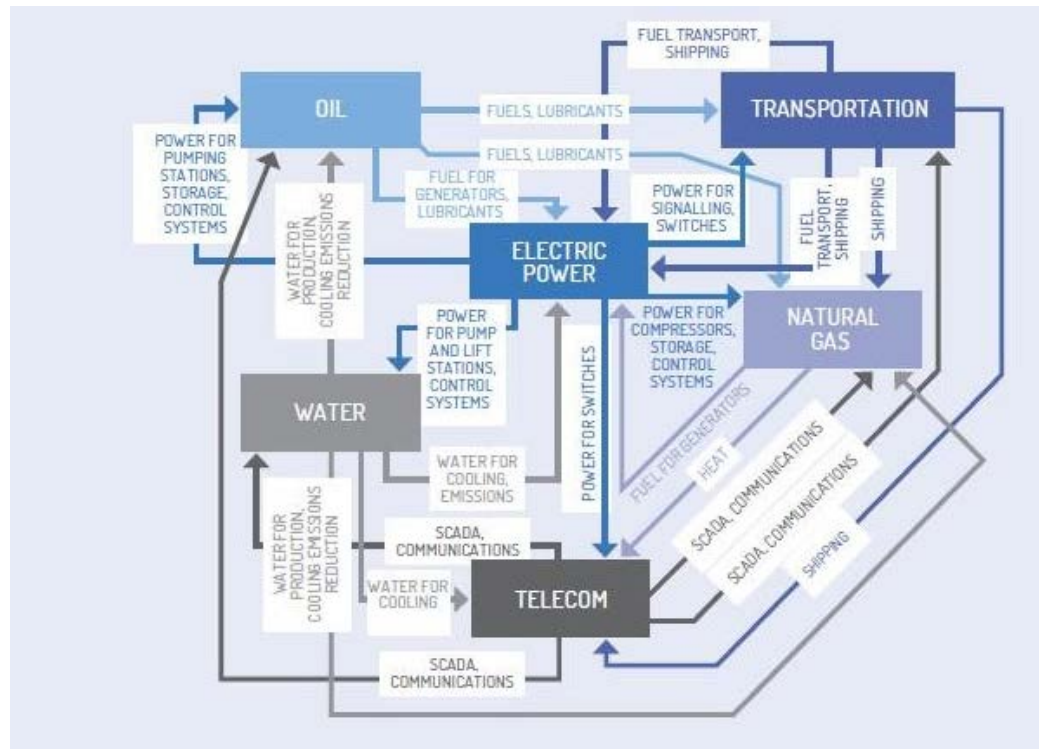 FUEL TRANSPORT,
SHIPPING
OIL
FUELS, LUBRICANTS
TRANSPORTATION
POWER FOR
PUMPING
STATIONS,
STORAGE,
CONTROL
SYSTEMS
FUELS, LUBRICANTS
FUEL FOR
GENERATORS,
LUBRICANTS
POWER FOR
SIGNALLING,
SWITCHES
FUEL
TRANSPORT,
SHIPPING
SHIPPING
WATER FOR
PRODUCTION,
COOLING EMISSIONS
REDUCTION
ELECTRIC
POWER
NATURAL
GAS
POWER
FOR PUMP
AND LIFT
STATIONS,
CONTROL
SYSTEMS
POWER FOR
COMPRESSORS,
STORAGE,
CONTROL
SYSTEMS
POWER FOR SWITCHES
WATER
FUEL FOR GENERATORS
HEAT
WATER FOR
COOLING,
EMISSIONS
SCADA, COMMUNICATIONS
SCADA, COMMUNICATIONS
SHIPPING
WATER FOR
PRODUCTION,
COOLING EMISSIONS
REDUCTION
SCADA,
COMMUNICATIONS
WATER FOR
COOLING
TELECOM
SCADA,
COMMUNICATIONS